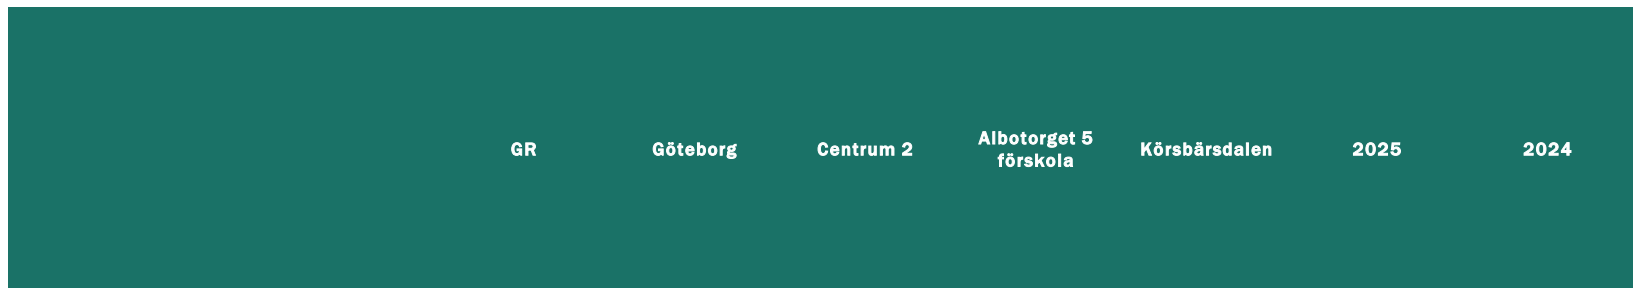 GR
Göteborg
Centrum 2
Albotorget 5
förskola
Körsbärsdalen
2025
2024